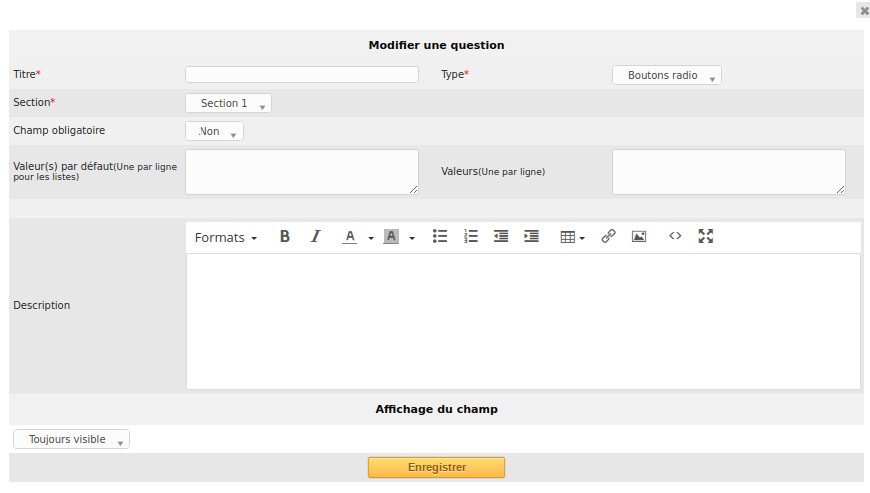 Modifier une question
Titre*
Type*
Boutons radio
Section*
Section 1
Champ obligatoire
Non
Valeur(s) par défaut(Une par ligne
pour les listes)
Valeurs(Une par ligne)
Formats
B I A A
Description
Affichage du champ
Toujours visible
Enregistrer